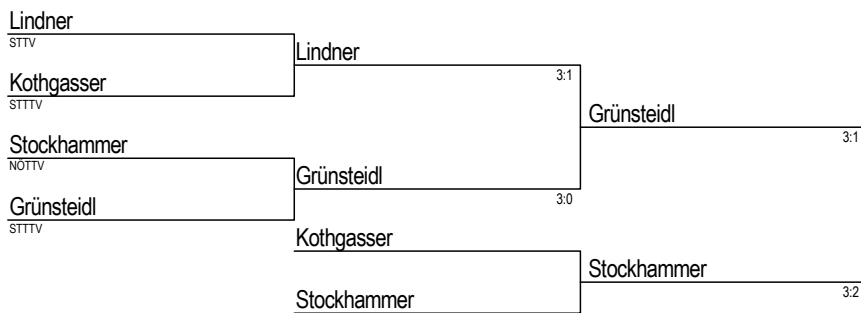 Lindner
STTV
Lindner
3:1
Kothgasser
STTTV
Grünsteidl
3:1
Stockhammer
NÖTTV
Grünsteidl
3:0
Grünsteidl
STTTV
Kothgasser
Stockhammer
3:2
Stockhammer